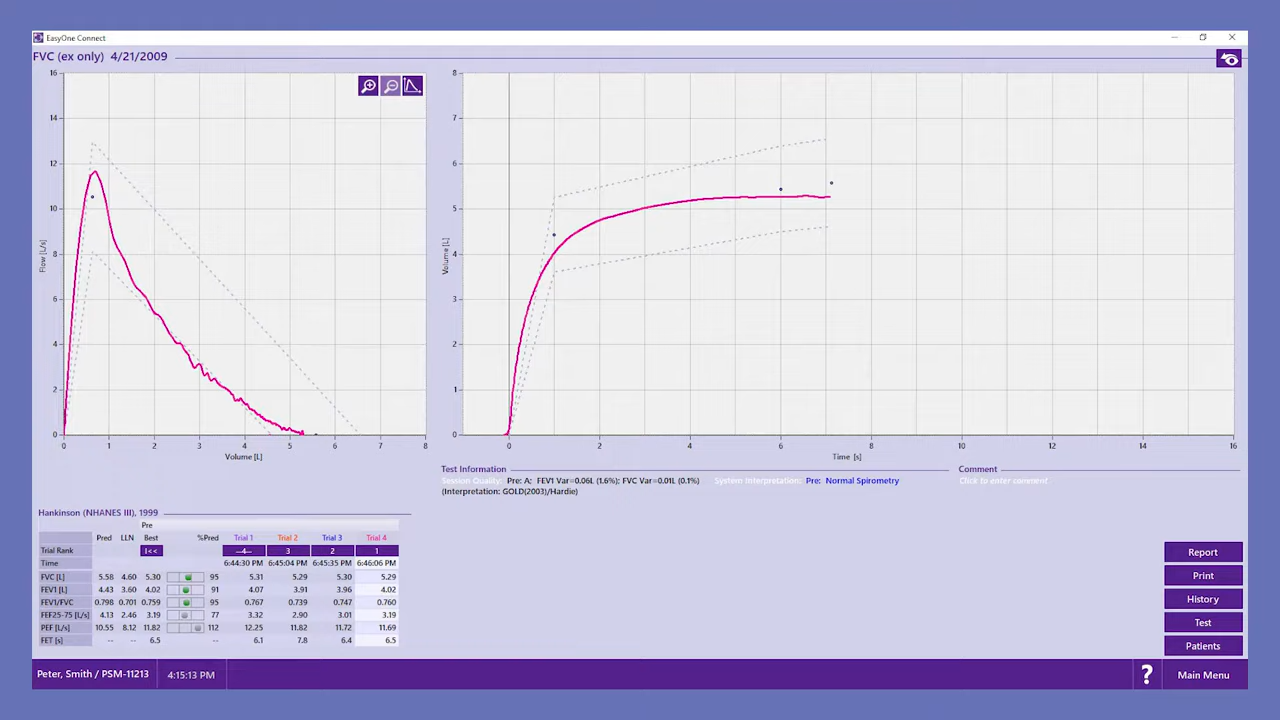 EasyOne Connect
FVC (ex only) 4/21/2009
16
14
12
10
8
6
4
2
0
Flow [L/s]
0 1 2 3 4 5 6 7 8
Volume [L]
8
7
6
5
4
3
2
1
0
Volume [L]
0 2 4 6 8 10 12 14 16
Time [s]
Test Information
Session Quality: Pre: A; FEV1 Var=0.06L (1.6%); FVC Var=0.01L (0.1%)
(Interpretation: GOLD(2003)/Hardie)
System Interpretation: Pre: Normal Spirometry
Comment
Click to enter comment
Hankinson (NHANES III), 1999
Pre
Pred LLN Best %Pred Trial 1 Trial 2 Trial 3 Trial 4
Trial Rank I<< 4 3 2 1
Time 6:44:30 PM 6:45:04 PM 6:45:35 PM 6:46:06 PM
FVC [L] 5.58 4.60 5.30 95 5.31 5.29 5.30 5.29
FEV1 [L] 4.43 3.60 4.02 91 4.07 3.91 3.96 4.02
FEV1/FVC 0.798 0.701 0.759 95 0.767 0.739 0.747 0.760
FEF25-75 [L/s] 4.13 2.46 3.19 77 3.32 2.90 3.01 3.19
PEF [L/s] 10.55 8.12 11.82 112 12.25 11.82 11.72 11.69
FET [s] -- -- 6.5 -- 6.1 7.8 6.4 6.5
Report
Print
History
Test
Patients
Peter, Smith / PSM-11213
4:15:13 PM
?
Main Menu